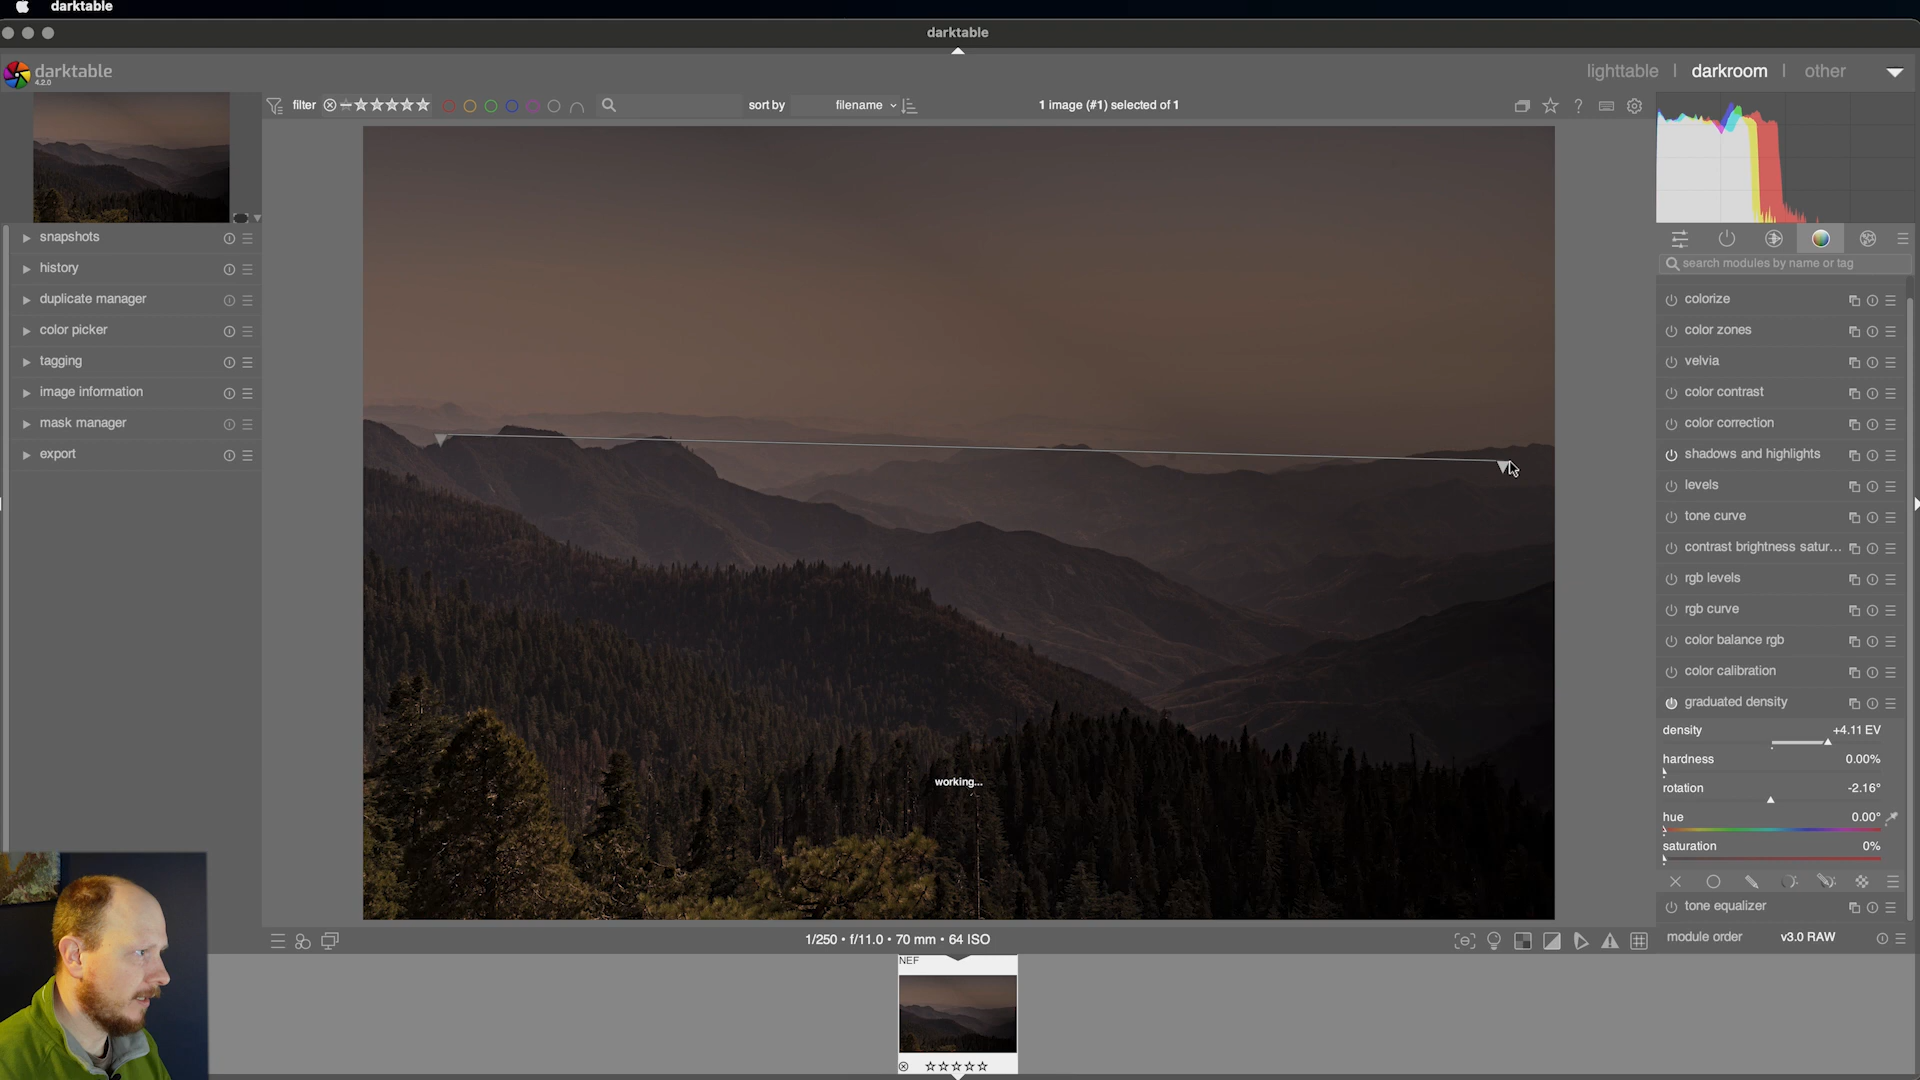 darktable
darktable
darktable
4.2.0
lighttable | darkroom | other
filter
sort by filename
1 image (#1) selected of 1
snapshots
history
duplicate manager
color picker
tagging
image information
mask manager
export
search modules by name or tag
colorize
color zones
velvia
color contrast
color correction
shadows and highlights
levels
tone curve
contrast brightness satur...
rgb levels
rgb curve
color balance rgb
color calibration
graduated density
density +4.11 EV
hardness 0.00%
rotation -2.16°
hue 0.00°
saturation 0%
tone equalizer
module order v3.0 RAW
working...
1/250 • f/11.0 • 70 mm • 64 ISO
NEF